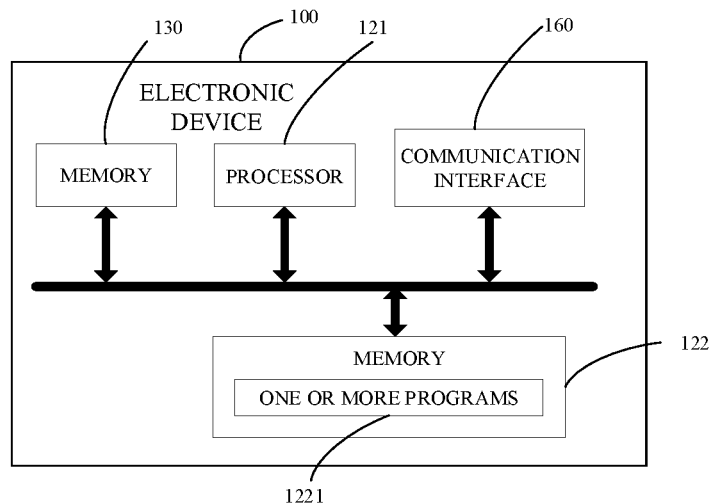 130
100
121
160
ELECTRONIC
DEVICE
MEMORY
PROCESSOR
COMMUNICATION
INTERFACE
MEMORY
122
ONE OR MORE PROGRAMS
1221